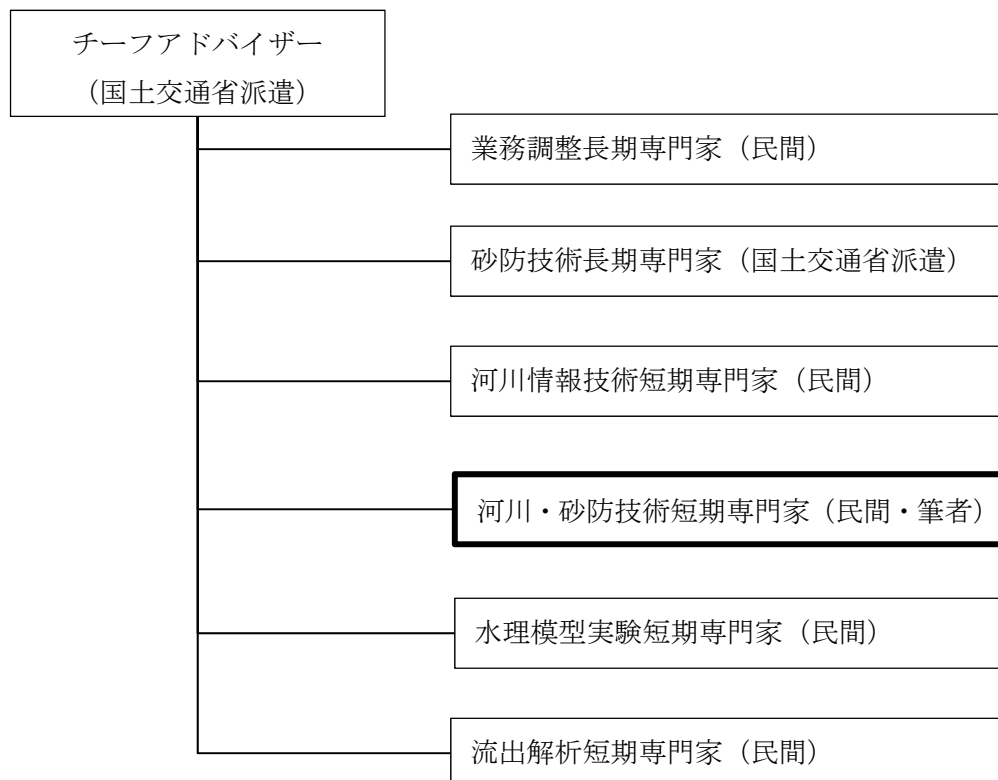 チーフアドバイザー
（国土交通省派遣）
業務調整長期専門家（民間）
砂防技術長期専門家（国土交通省派遣）
河川情報技術短期専門家（民間）
河川・砂防技術短期専門家（民間・筆者）
水理模型実験短期専門家（民間）
流出解析短期専門家（民間）